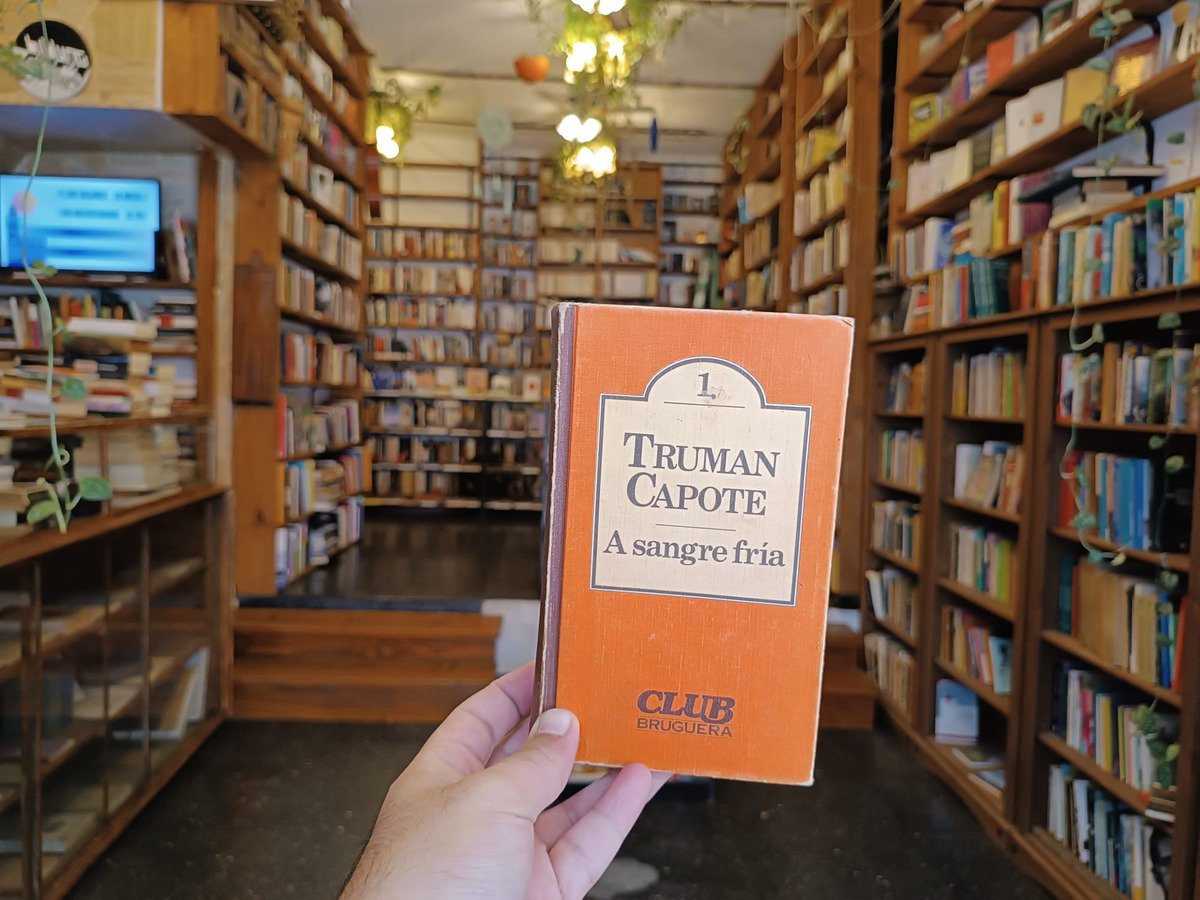 1.
TRUMAN
CAPOTE
A sangre fría
CLUB
BRUGUERA